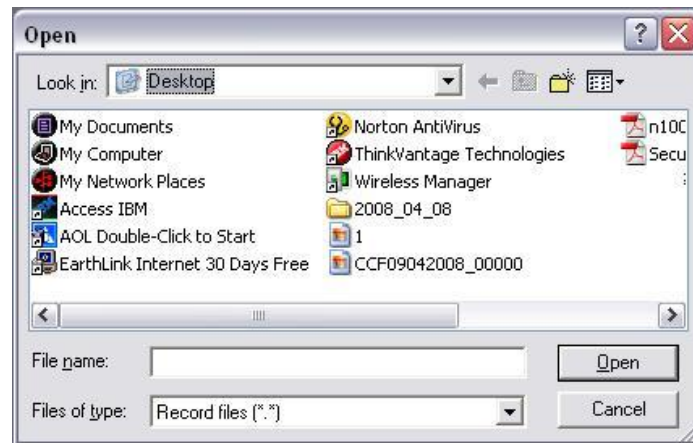 Open
Look in: Desktop
My Documents
My Computer
My Network Places
Access IBM
AOL Double-Click to Start
EarthLink Internet 30 Days Free
Norton AntiVirus
ThinkVantage Technologies
Wireless Manager
2008_04_08
1
CCF09042008_00000
n10C
Secu
File name:
Open
Files of type: Record files (*.*)
Cancel